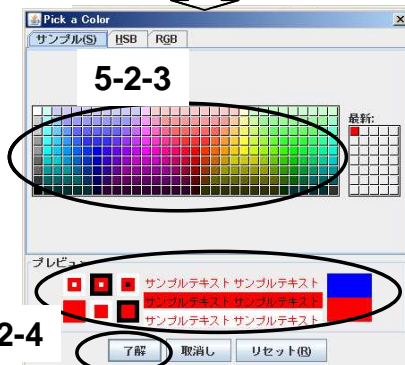 Pick a Color
サンプル(S) HSB RGB
5-2-3
最新:
プレビュー
サンプルテキスト サンプルテキスト
サンプルテキスト サンプルテキスト
サンプルテキスト サンプルテキスト
2-4
了解 取消し リセット(R)